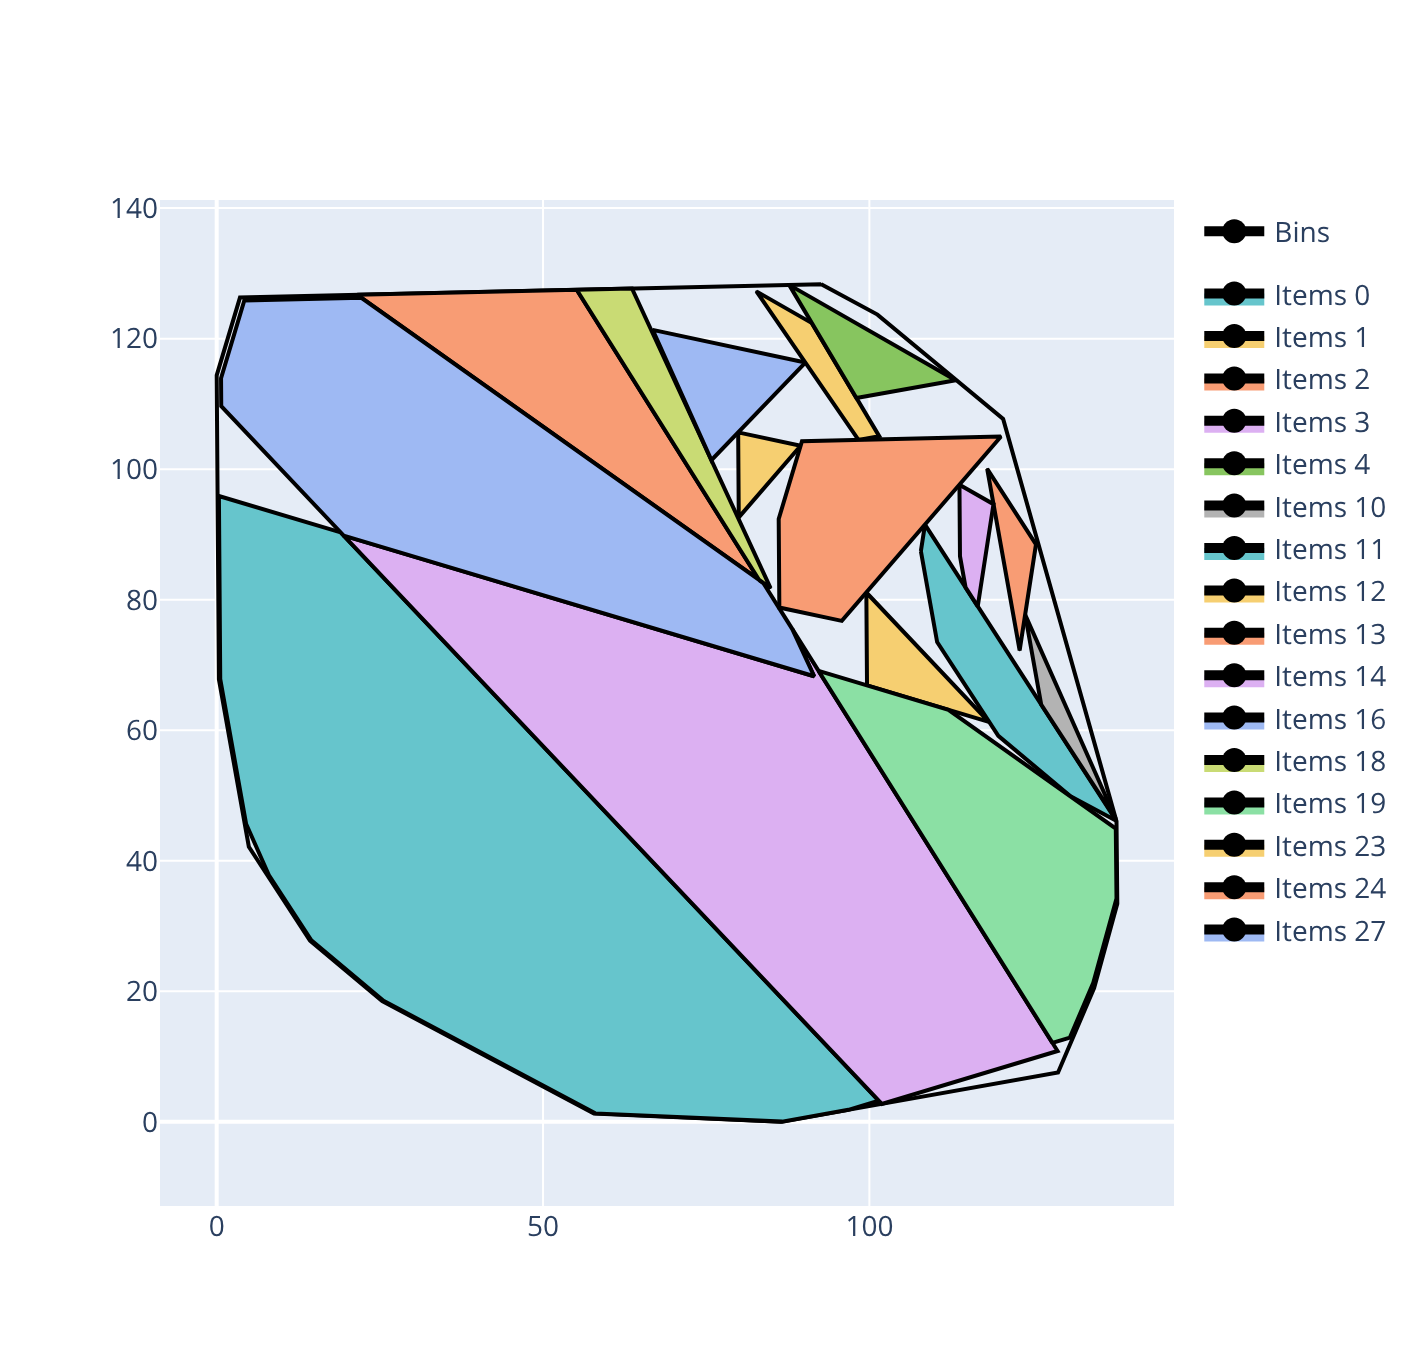 140
120
100
80
60
40
20
0
0 50 100
Bins
Items 0
Items 1
Items 2
Items 3
Items 4
Items 10
Items 11
Items 12
Items 13
Items 14
Items 16
Items 18
Items 19
Items 23
Items 24
Items 27